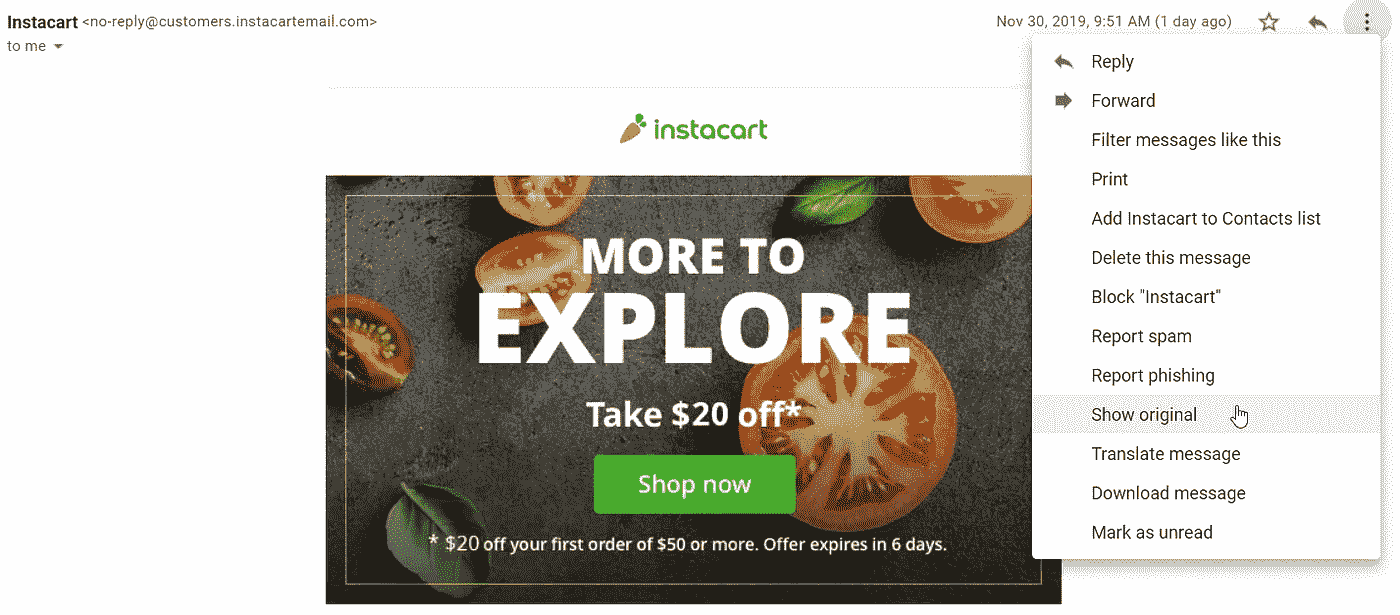 Instacart <no-reply@customers.instacartemail.com>
Nov 30, 2019, 9:51 AM (1 day ago)
to me
instacart
MORE TO
EXPLORE
Take $20 off*
Shop now
* $20 off your first order of $50 or more. Offer expires in 6 days.
Reply
Forward
Filter messages like this
Print
Add Instacart to Contacts list
Delete this message
Block "Instacart"
Report spam
Report phishing
Show original
Translate message
Download message
Mark as unread